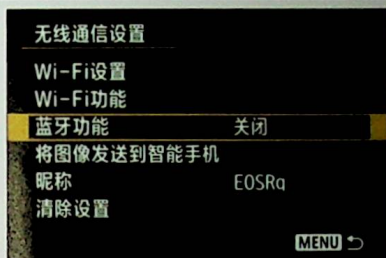 无线通信设置
Wi-Fi设置
Wi-Fi功能
蓝牙功能 关闭
将图像发送到智能手机
昵称 EOSRq
清除设置
MENU